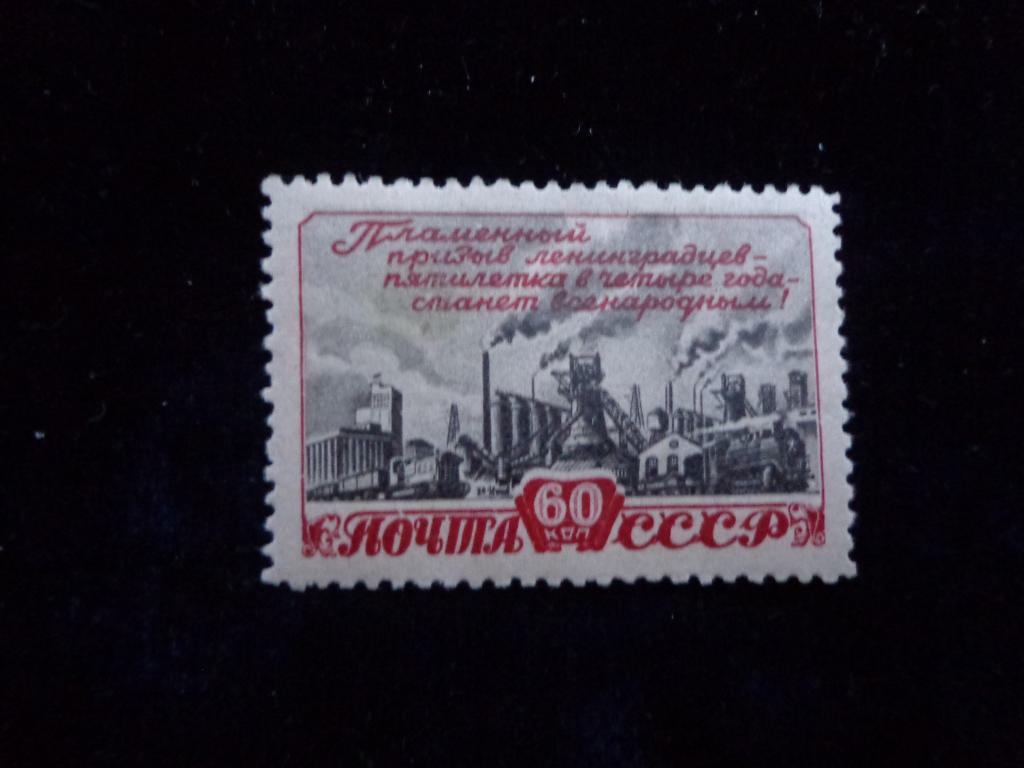 Пламенный
призыв ленинградцев-
пятилетка в четыре года-
станет всенародным!
ПОЧТА 60 СССР
КОП